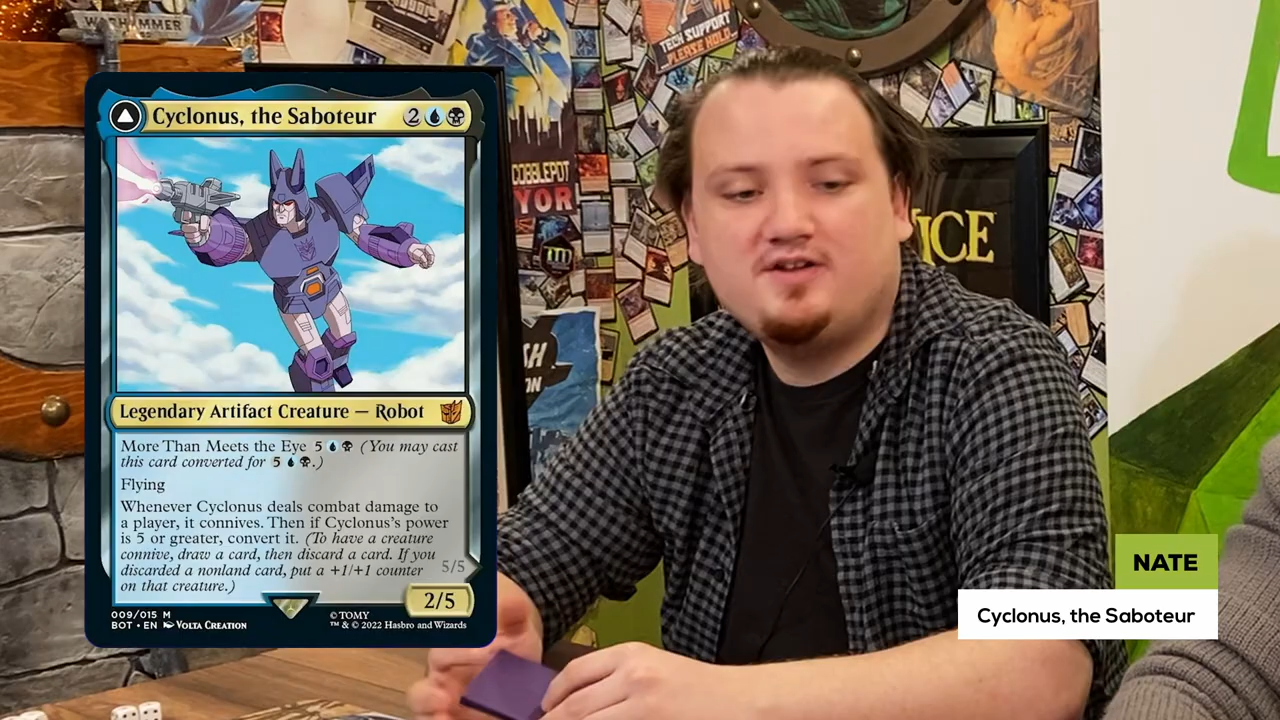 WARHAMMER
TECH SUPPORT
PLEASE HOLD...
COBBLEPOT
YOR
ICE
Cyclonus, the Saboteur 2
Legendary Artifact Creature — Robot
More Than Meets the Eye 5 (You may cast
this card converted for 5 .)
Flying
Whenever Cyclonus deals combat damage to
a player, it connives. Then if Cyclonus's power
is 5 or greater, convert it. (To have a creature
connive, draw a card, then discard a card. If you
discarded a nonland card, put a +1/+1 counter
on that creature.)
5/5
2/5
009/015 M
BOT • EN Volta Creation
© TOMY
™ & © 2022 Hasbro and Wizards
NATE
Cyclonus, the Saboteur